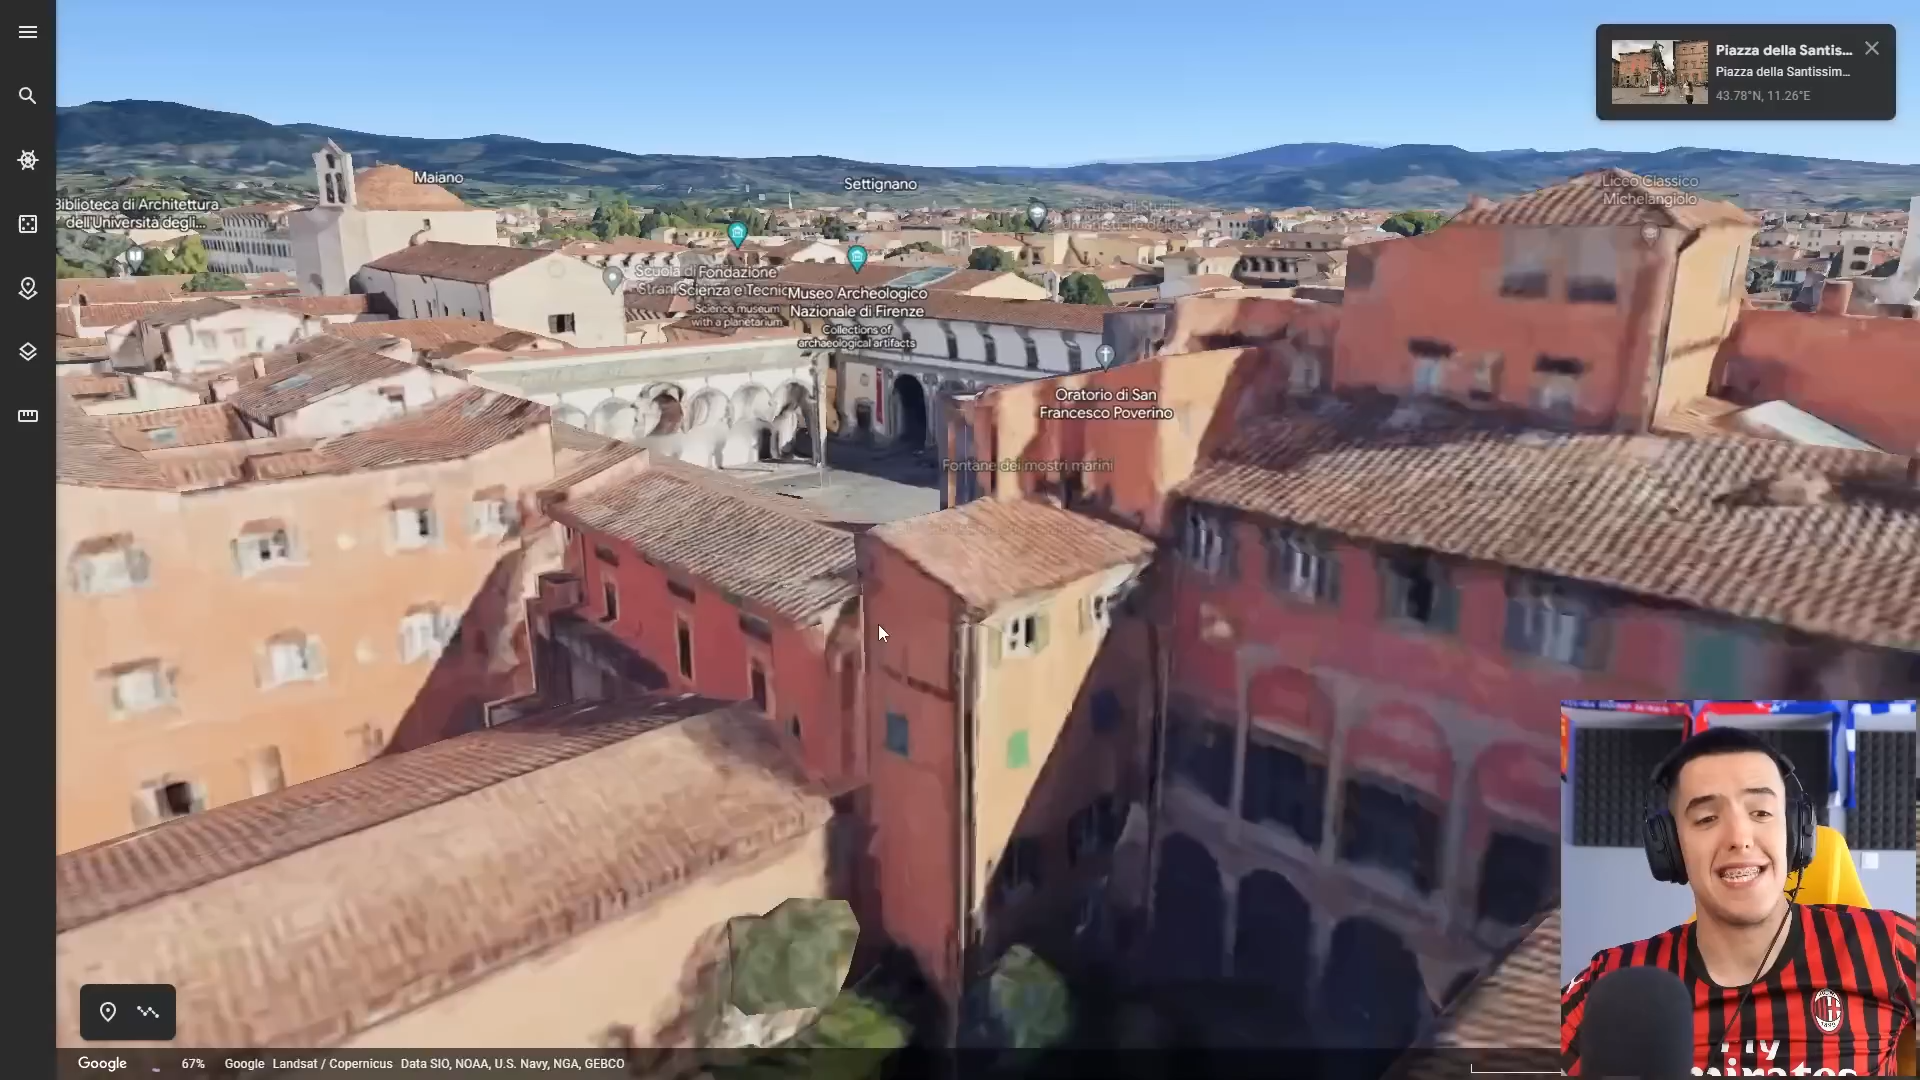 Piazza della Santis...
Piazza della Santissim...
43.78°N, 11.26°E
Maiano
Settignano
Liceo Classico
Michelangiolo
Biblioteca di Architettura
dell'Università degli...
Scuola di
Fondazione
Scienza e Tecnic
Science museum
with a planetarium
Museo Archeologico
Nazionale di Firenze
Collections of
archaeological artifacts
Oratorio di San
Francesco Poverino
Fontane dei mostri marini
Google
67%
Google Landsat / Copernicus Data SIO, NOAA, U.S. Navy, NGA, GEBCO
Fly
Emirates